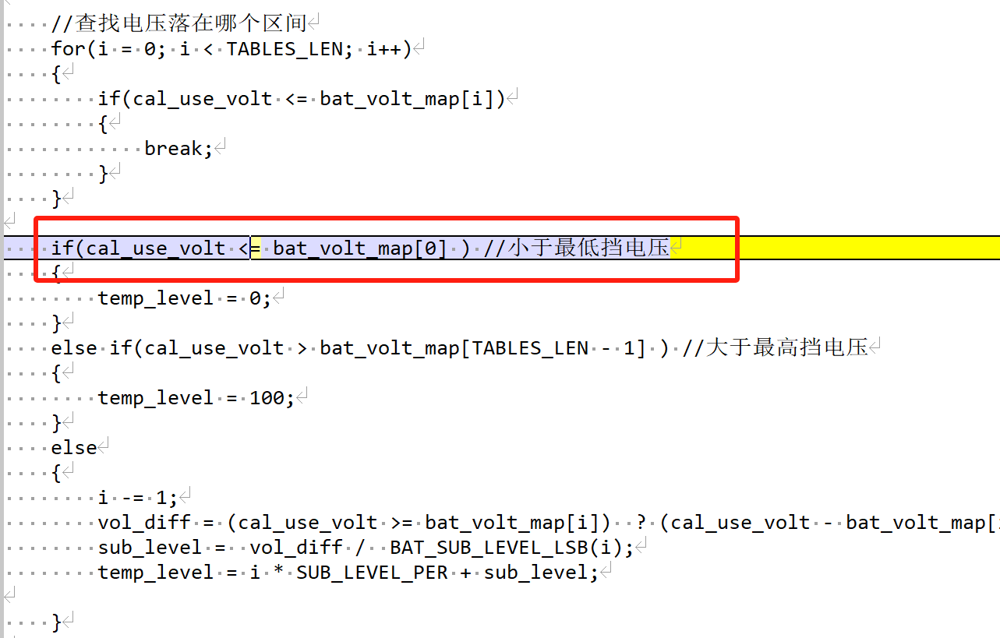 //查找电压落在哪个区间
for(i = 0; i < TABLES_LEN; i++)
{
if(cal_use_volt <= bat_volt_map[i])
{
break;
}
}
if(cal_use_volt <= bat_volt_map[0] ) //小于最低挡电压
{
temp_level = 0;
}
else if(cal_use_volt > bat_volt_map[TABLES_LEN - 1] ) //大于最高挡电压
{
temp_level = 100;
}
else
{
i -= 1;
vol_diff = (cal_use_volt >= bat_volt_map[i])  ? (cal_use_volt - bat_volt_map[
sub_level =  vol_diff /  BAT_SUB_LEVEL_LSB(i);
temp_level = i * SUB_LEVEL_PER + sub_level;
}